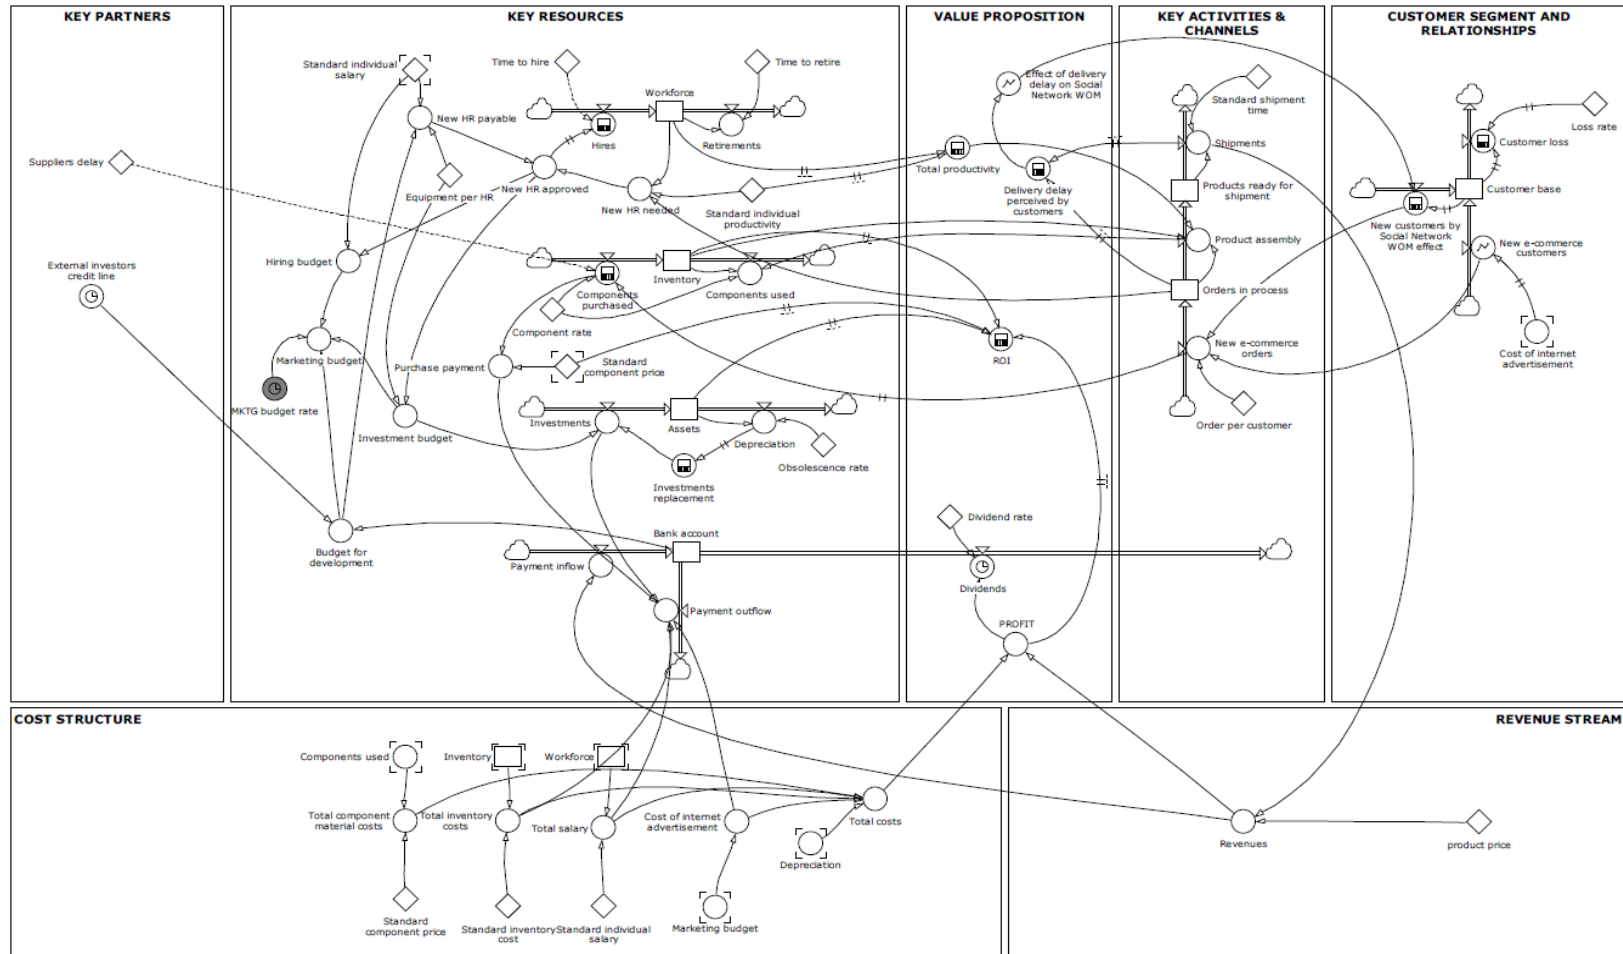 KEY PARTNERS
KEY RESOURCES
VALUE PROPOSITION
KEY ACTIVITIES &
CHANNELS
CUSTOMER SEGMENT AND
RELATIONSHIPS
Suppliers delay
External investors
credit line
Standard individual
salary
New HR payable
Time to hire
Workforce
Time to retire
Hires
Retirements
New HR approved
Equipment per HR
New HR needed
Standard individual
productivity
Hiring budget
Inventory
Components
purchased
Components used
Component rate
Marketing budget
Purchase payment
Standard
component price
MKTG budget rate
Investment budget
Investments
Assets
Depreciation
Obsolescence rate
Investments
replacement
Budget for
development
Bank account
Payment inflow
Payment outflow
Effect of delivery
delay on Social
Network WOM
Total productivity
Delivery delay
perceived by
customers
ROI
Dividend rate
Dividends
PROFIT
Standard shipment
time
Shipments
Products ready for
shipment
Product assembly
Orders in process
New e-commerce
orders
Order per customer
Loss rate
Customer loss
Customer base
New customers by
Social Network
WOM effect
New e-commerce
customers
Cost of internet
advertisement
COST STRUCTURE
Components used
Inventory
Workforce
Total component
material costs
Total inventory
costs
Total salary
Cost of internet
advertisement
Total costs
Depreciation
Standard
component price
Standard inventory
cost
Standard individual
salary
Marketing budget
REVENUE STREAM
Revenues
product price